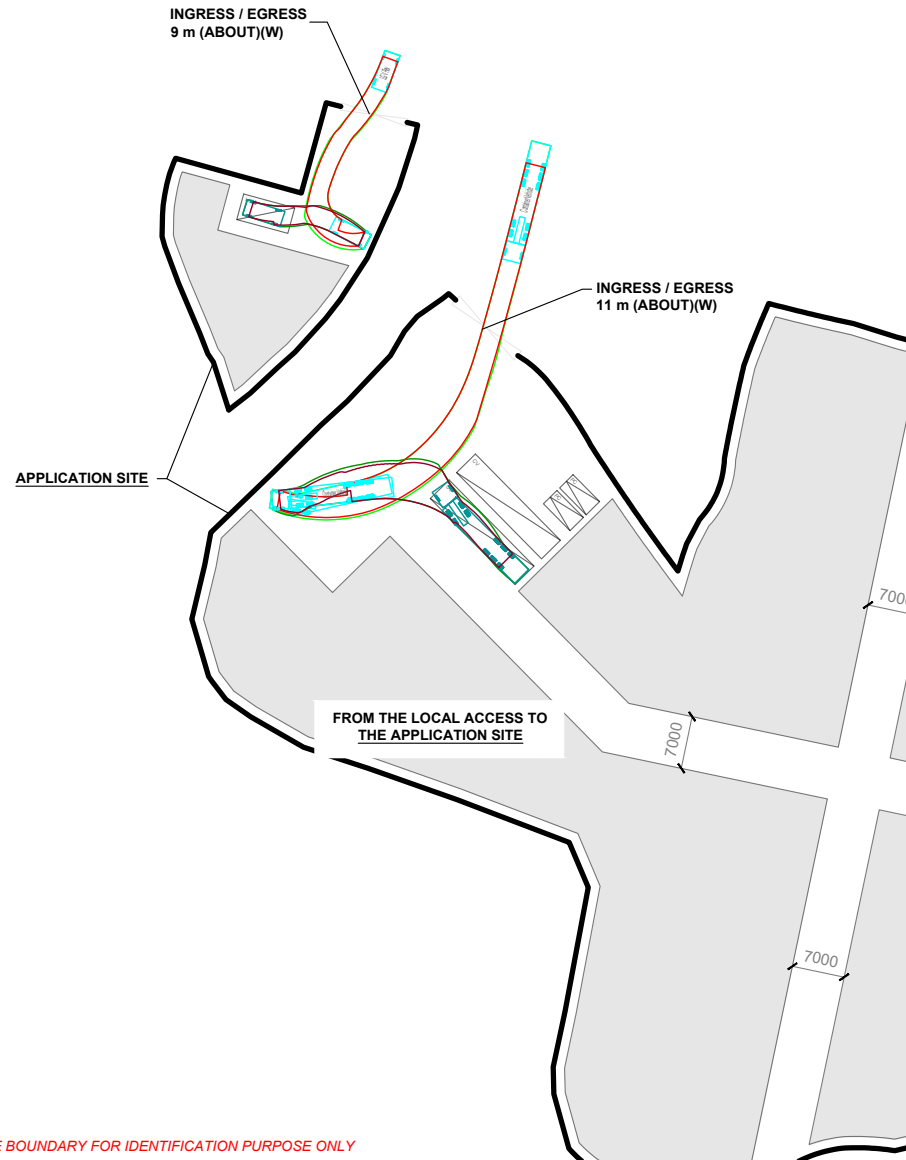 INGRESS / EGRESS
9 m (ABOUT)(W)
INGRESS / EGRESS
11 m (ABOUT)(W)
APPLICATION SITE
FROM THE LOCAL ACCESS TO
THE APPLICATION SITE
7000
7000
BOUNDARY FOR IDENTIFICATION PURPOSE ONLY